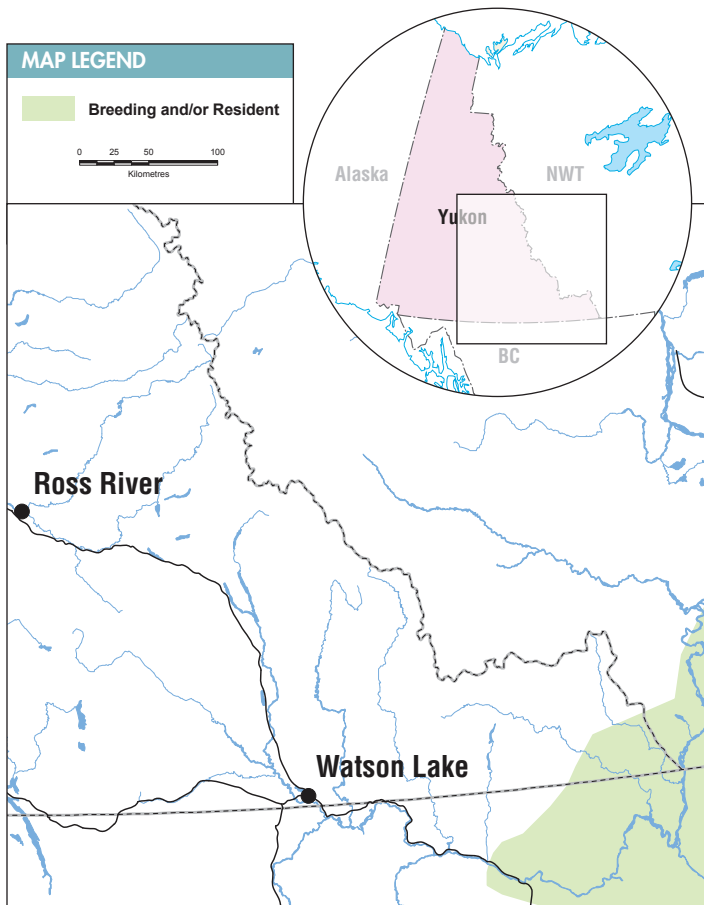 MAP LEGEND
Breeding and/or Resident
0 25 50 100
Kilometres
Alaska
NWT
Yukon
BC
Ross River
Watson Lake